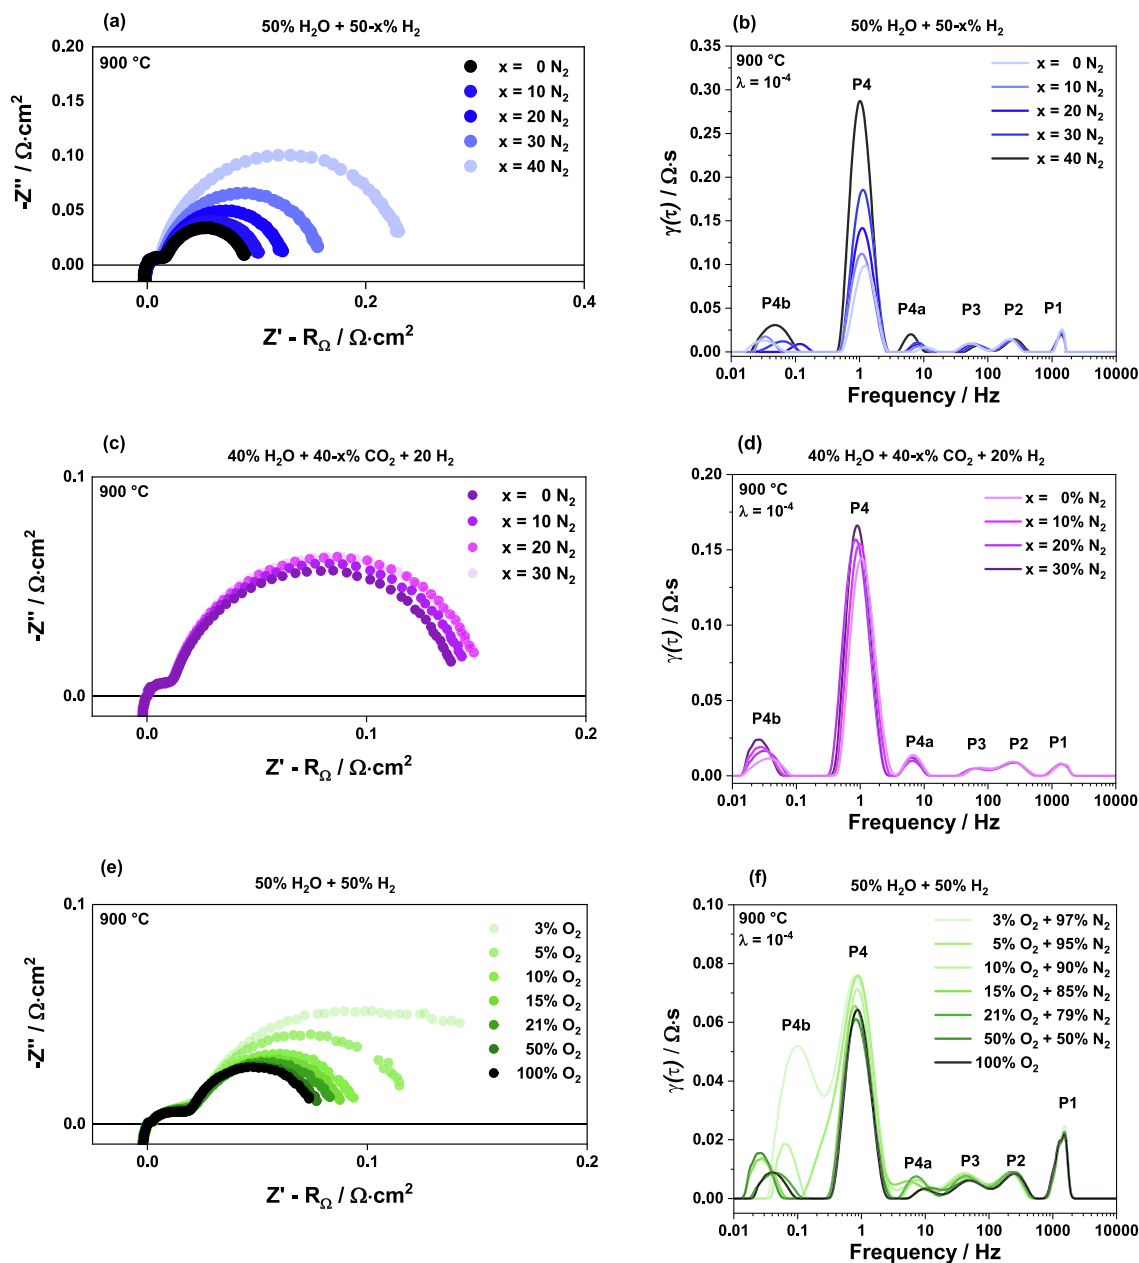 (a)
50% H₂O + 50-x% H₂
900 °C
x = 0 N₂
x = 10 N₂
x = 20 N₂
x = 30 N₂
x = 40 N₂
0.20
0.15
0.10
0.05
0.00
-Z'' / Ω·cm²
0.0
0.2
0.4
Z' - R_Ω / Ω·cm²
(b)
50% H₂O + 50-x% H₂
900 °C
λ = 10⁻⁴
x = 0 N₂
x = 10 N₂
x = 20 N₂
x = 30 N₂
x = 40 N₂
P4
P4b
P4a
P3
P2
P1
0.35
0.30
0.25
0.20
0.15
0.10
0.05
0.00
γ(τ) / Ω·s
0.01
0.1
1
10
100
1000
10000
Frequency / Hz
(c)
40% H₂O + 40-x% CO₂ + 20 H₂
900 °C
x = 0 N₂
x = 10 N₂
x = 20 N₂
x = 30 N₂
0.1
0.0
-Z'' / Ω·cm²
0.0
0.1
0.2
Z' - R_Ω / Ω·cm²
(d)
40% H₂O + 40-x% CO₂ + 20% H₂
900 °C
λ = 10⁻⁴
x = 0% N₂
x = 10% N₂
x = 20% N₂
x = 30% N₂
P4
P4b
P4a
P3
P2
P1
0.20
0.15
0.10
0.05
0.00
γ(τ) / Ω·s
0.01
0.1
1
10
100
1000
10000
Frequency / Hz
(e)
50% H₂O + 50% H₂
900 °C
3% O₂
5% O₂
10% O₂
15% O₂
21% O₂
50% O₂
100% O₂
0.1
0.0
-Z'' / Ω·cm²
0.0
0.1
0.2
Z' - R_Ω / Ω·cm²
(f)
50% H₂O + 50% H₂
900 °C
λ = 10⁻⁴
3% O₂ + 97% N₂
5% O₂ + 95% N₂
10% O₂ + 90% N₂
15% O₂ + 85% N₂
21% O₂ + 79% N₂
50% O₂ + 50% N₂
100% O₂
P4
P4b
P4a
P3
P2
P1
0.10
0.08
0.06
0.04
0.02
0.00
γ(τ) / Ω·s
0.01
0.1
1
10
100
1000
10000
Frequency / Hz